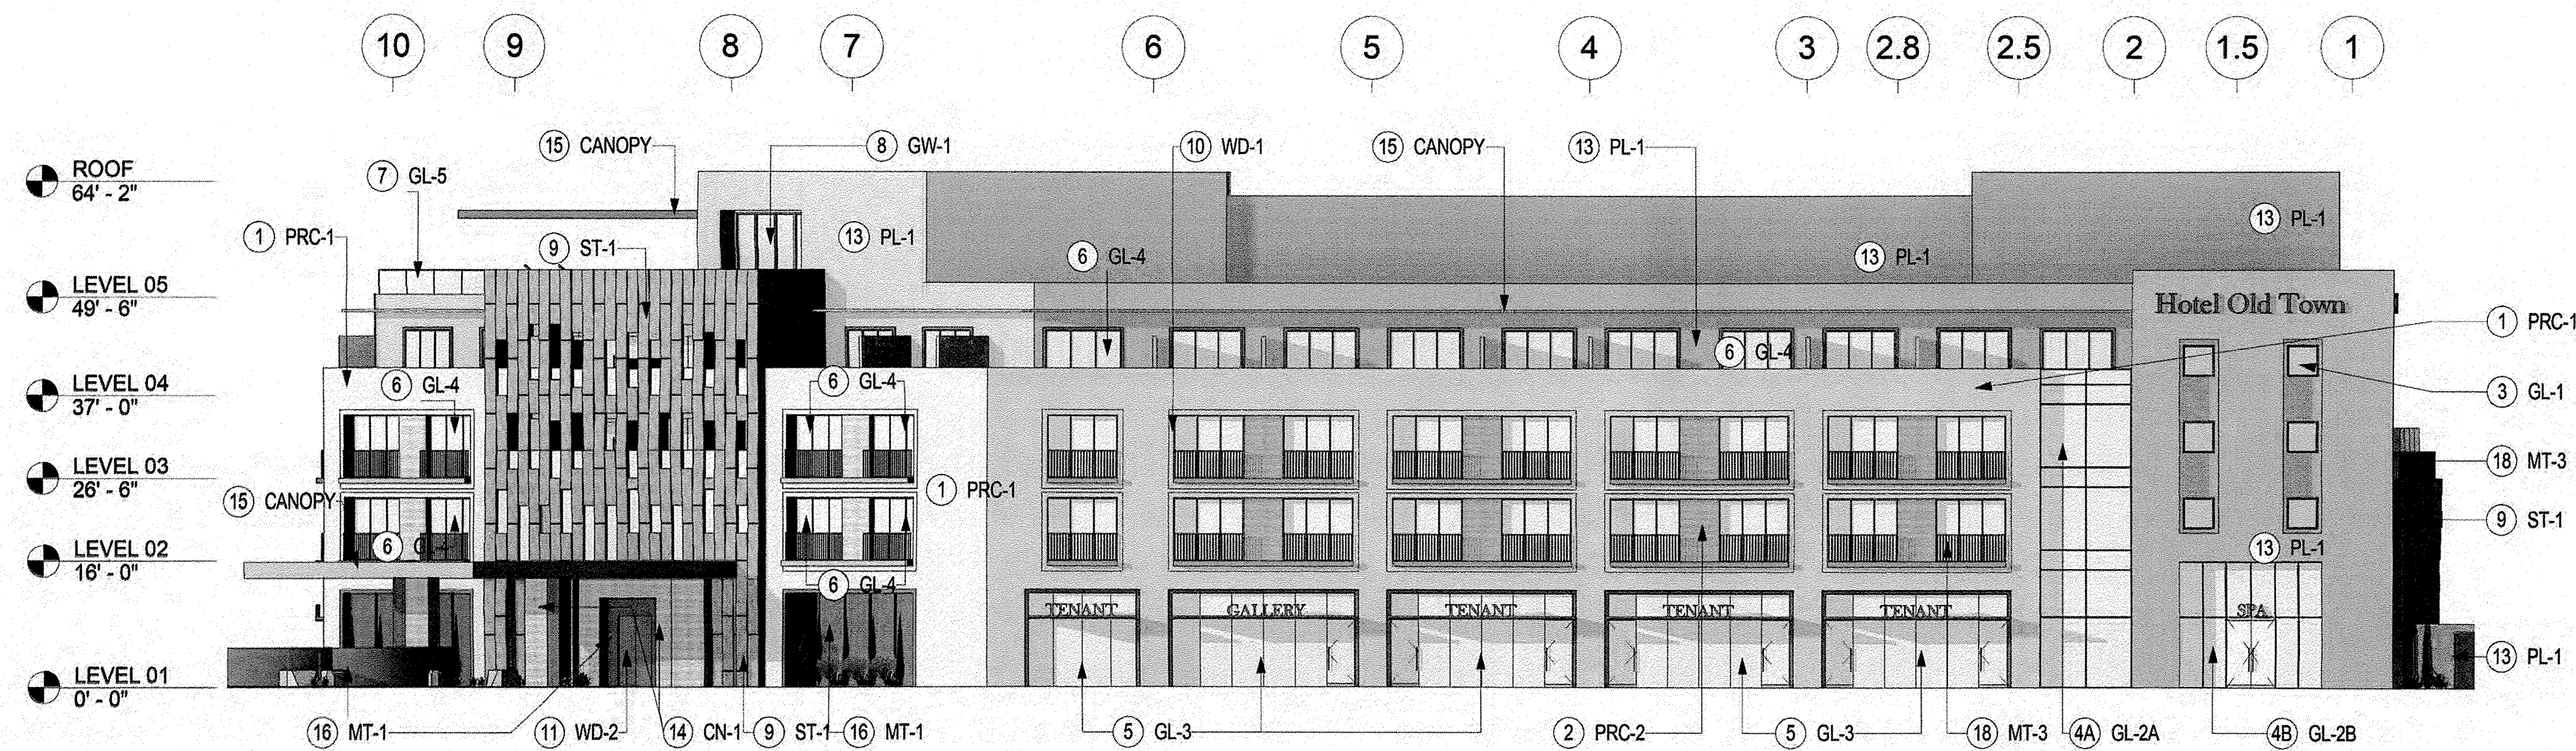 10 9 8 7 6 5 4 3 2.8 2.5 2 1.5 1
15 CANOPY
8 GW-1
10 WD-1
15 CANOPY
13 PL-1
ROOF
64' - 2"
7 GL-5
13 PL-1
1 PRC-1
9 ST-1
13 PL-1
6 GL-4
13 PL-1
LEVEL 05
49' - 6"
Hotel Old Town
1 PRC-1
6 GL-4
LEVEL 04
37' - 0"
6 GL-4
6 GL-4
3 GL-1
LEVEL 03
26' - 6"
18 MT-3
15 CANOPY
1 PRC-1
9 ST-1
LEVEL 02
16' - 0"
6 GL-4
13 PL-1
6 GL-4
TENANT
GALLERY
TENANT
TENANT
TENANT
SPA
13 PL-1
LEVEL 01
0' - 0"
16 MT-1
11 WD-2
14 CN-1
9 ST-1
16 MT-1
5 GL-3
2 PRC-2
5 GL-3
18 MT-3
4A GL-2A
4B GL-2B